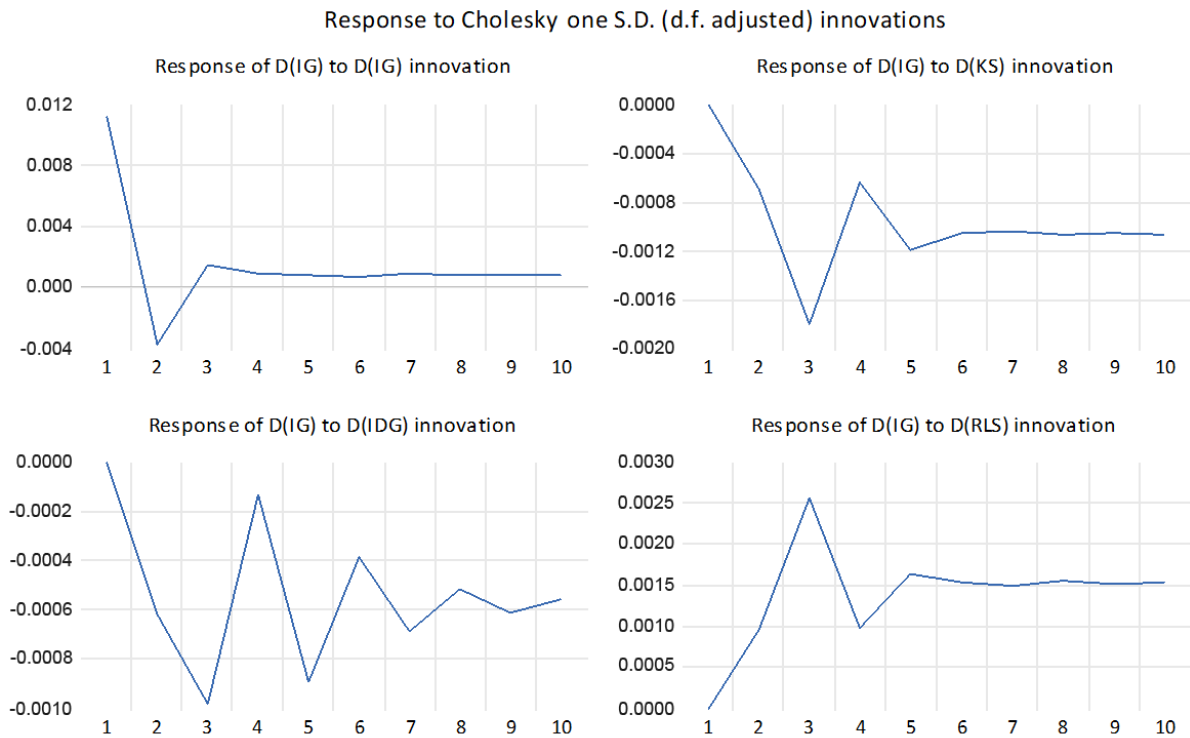 Response to Cholesky one S.D. (d.f. adjusted) innovations
Response of D(IG) to D(IG) innovation
0.012
0.008
0.004
0.000
-0.004
1 2 3 4 5 6 7 8 9 10
Response of D(IG) to D(KS) innovation
0.0000
-0.0004
-0.0008
-0.0012
-0.0016
-0.0020
1 2 3 4 5 6 7 8 9 10
Response of D(IG) to D(IDG) innovation
0.0000
-0.0002
-0.0004
-0.0006
-0.0008
-0.0010
1 2 3 4 5 6 7 8 9 10
Response of D(IG) to D(RLS) innovation
0.0030
0.0025
0.0020
0.0015
0.0010
0.0005
0.0000
1 2 3 4 5 6 7 8 9 10